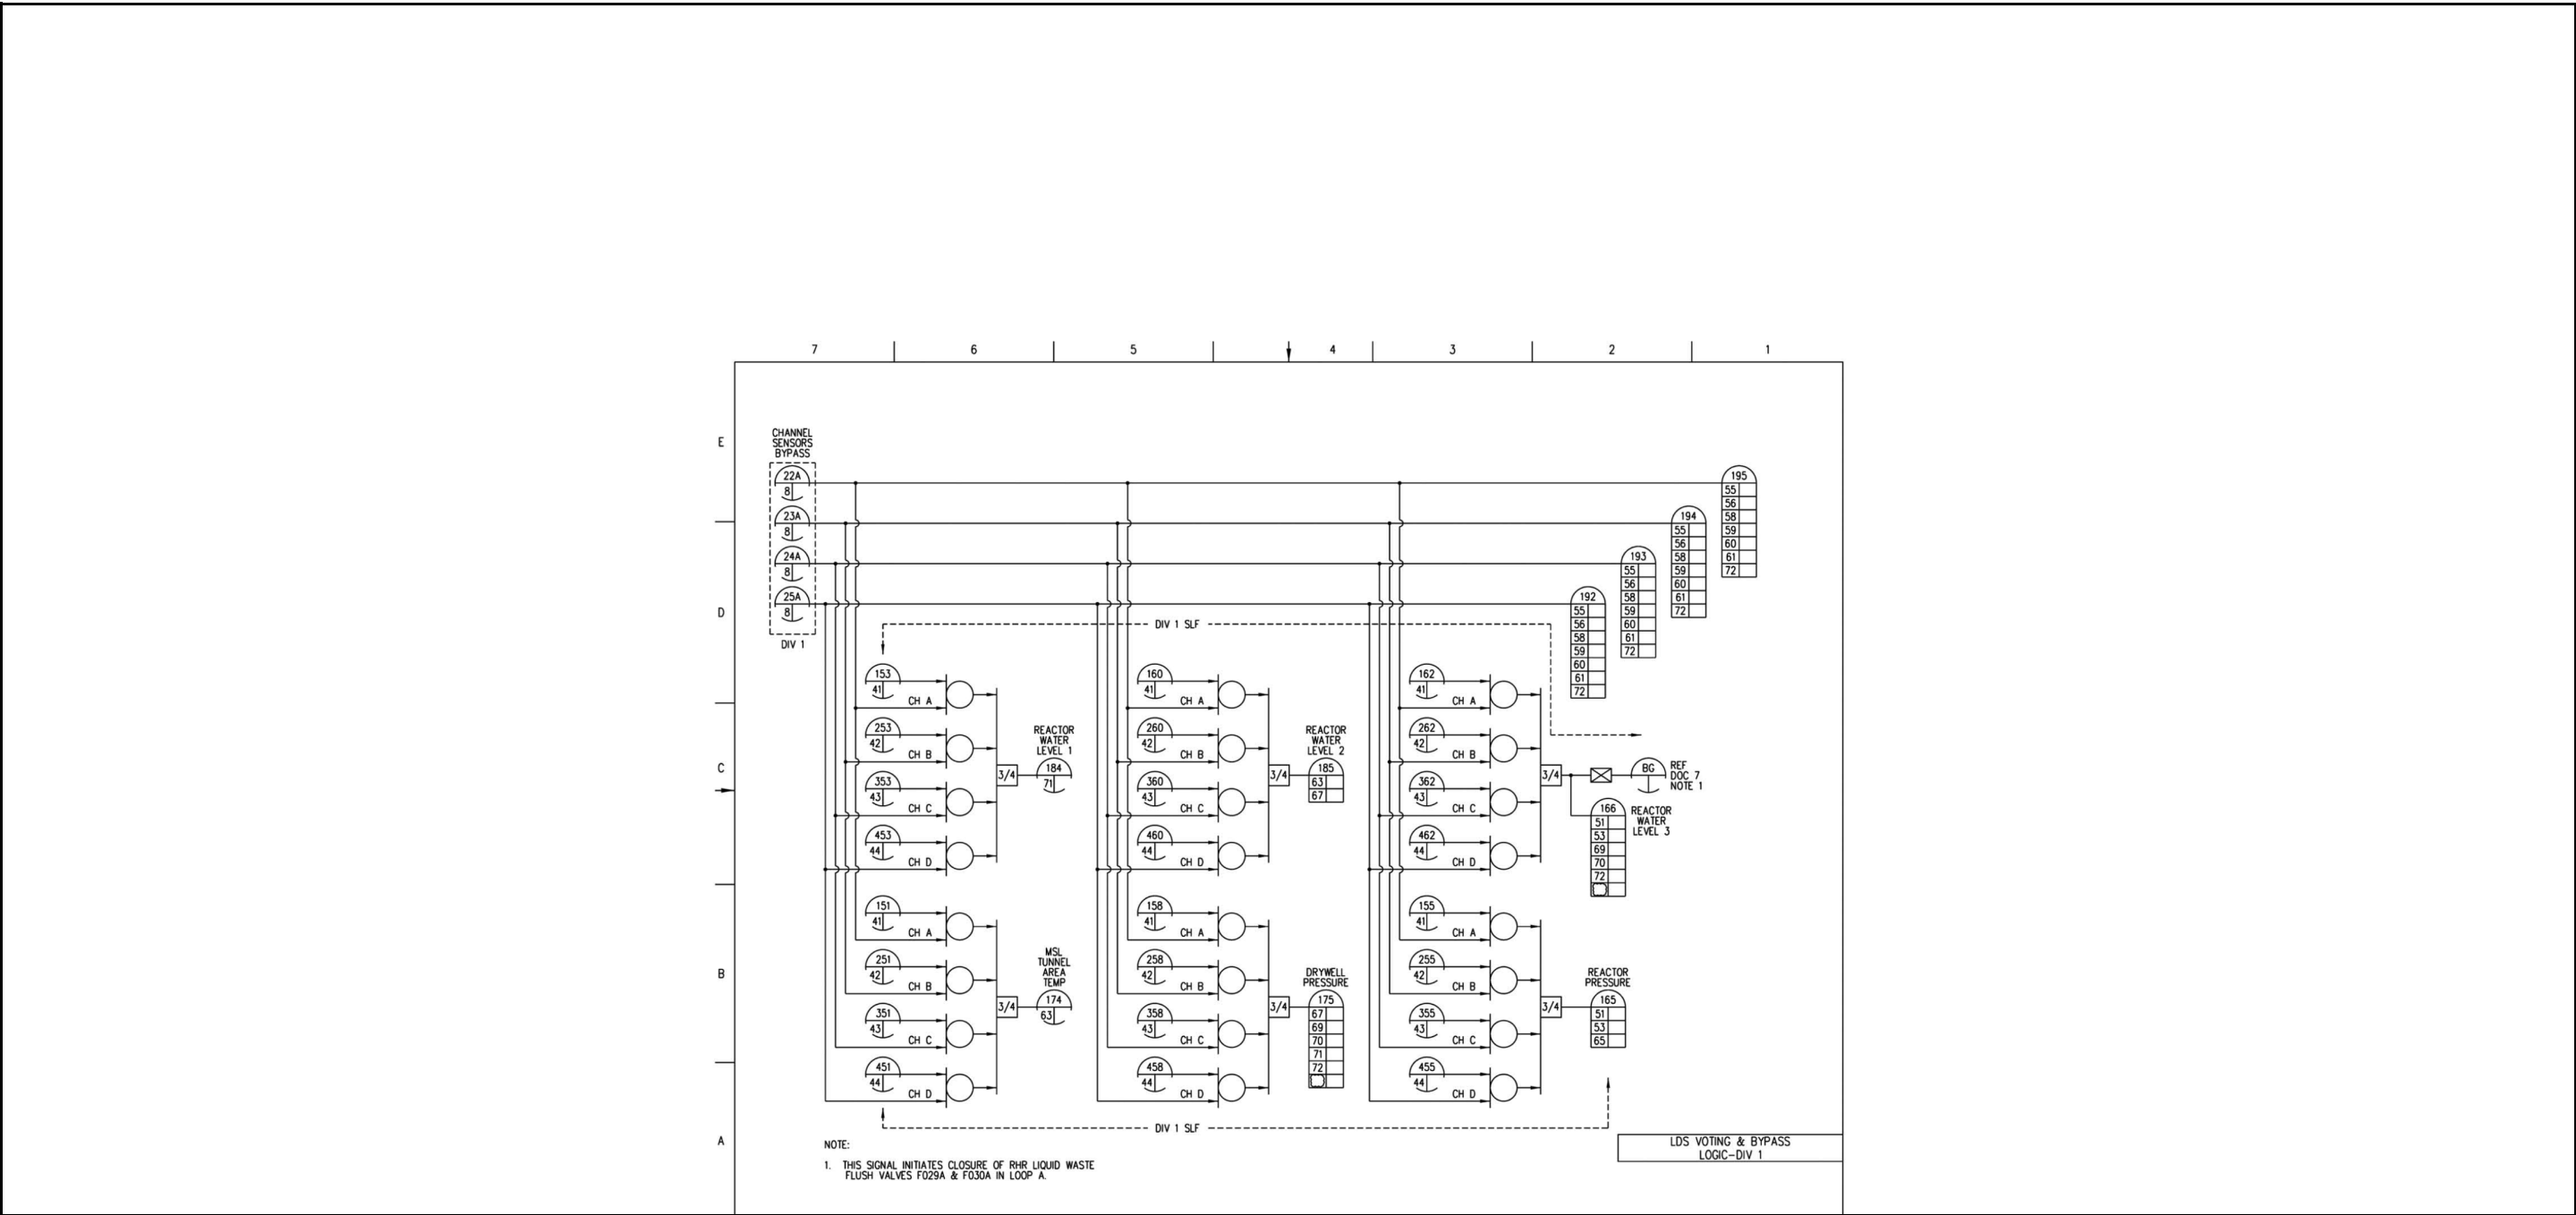 7 6 5 4 3 2 1
E
D
C
B
A
CHANNEL
SENSORS
BYPASS
22A
8
23A
8
24A
8
25A
8
DIV 1
195
55
56
58
59
60
61
72
194
55
56
58
59
60
61
72
193
55
56
58
59
60
61
72
192
55
56
58
59
60
61
72
DIV 1 SLF
153
41
CH A
253
42
CH B
353
43
CH C
453
44
CH D
3/4
REACTOR
WATER
LEVEL 1
184
71
160
41
CH A
260
42
CH B
360
43
CH C
460
44
CH D
3/4
REACTOR
WATER
LEVEL 2
185
63
67
162
41
CH A
262
42
CH B
362
43
CH C
462
44
CH D
3/4
BG
REF
DOC 7
NOTE 1
166
51
53
69
70
72
REACTOR
WATER
LEVEL 3
151
41
CH A
251
42
CH B
351
43
CH C
451
44
CH D
3/4
MSL
TUNNEL
AREA
TEMP
174
63
158
41
CH A
258
42
CH B
358
43
CH C
458
44
CH D
3/4
DRYWELL
PRESSURE
175
67
69
70
71
72
155
41
CH A
255
42
CH B
355
43
CH C
455
44
CH D
3/4
REACTOR
PRESSURE
165
51
53
65
DIV 1 SLF
NOTE:
1. THIS SIGNAL INITIATES CLOSURE OF RHR LIQUID WASTE
FLUSH VALVES F029A & F030A IN LOOP A.
LDS VOTING & BYPASS
LOGIC-DIV 1